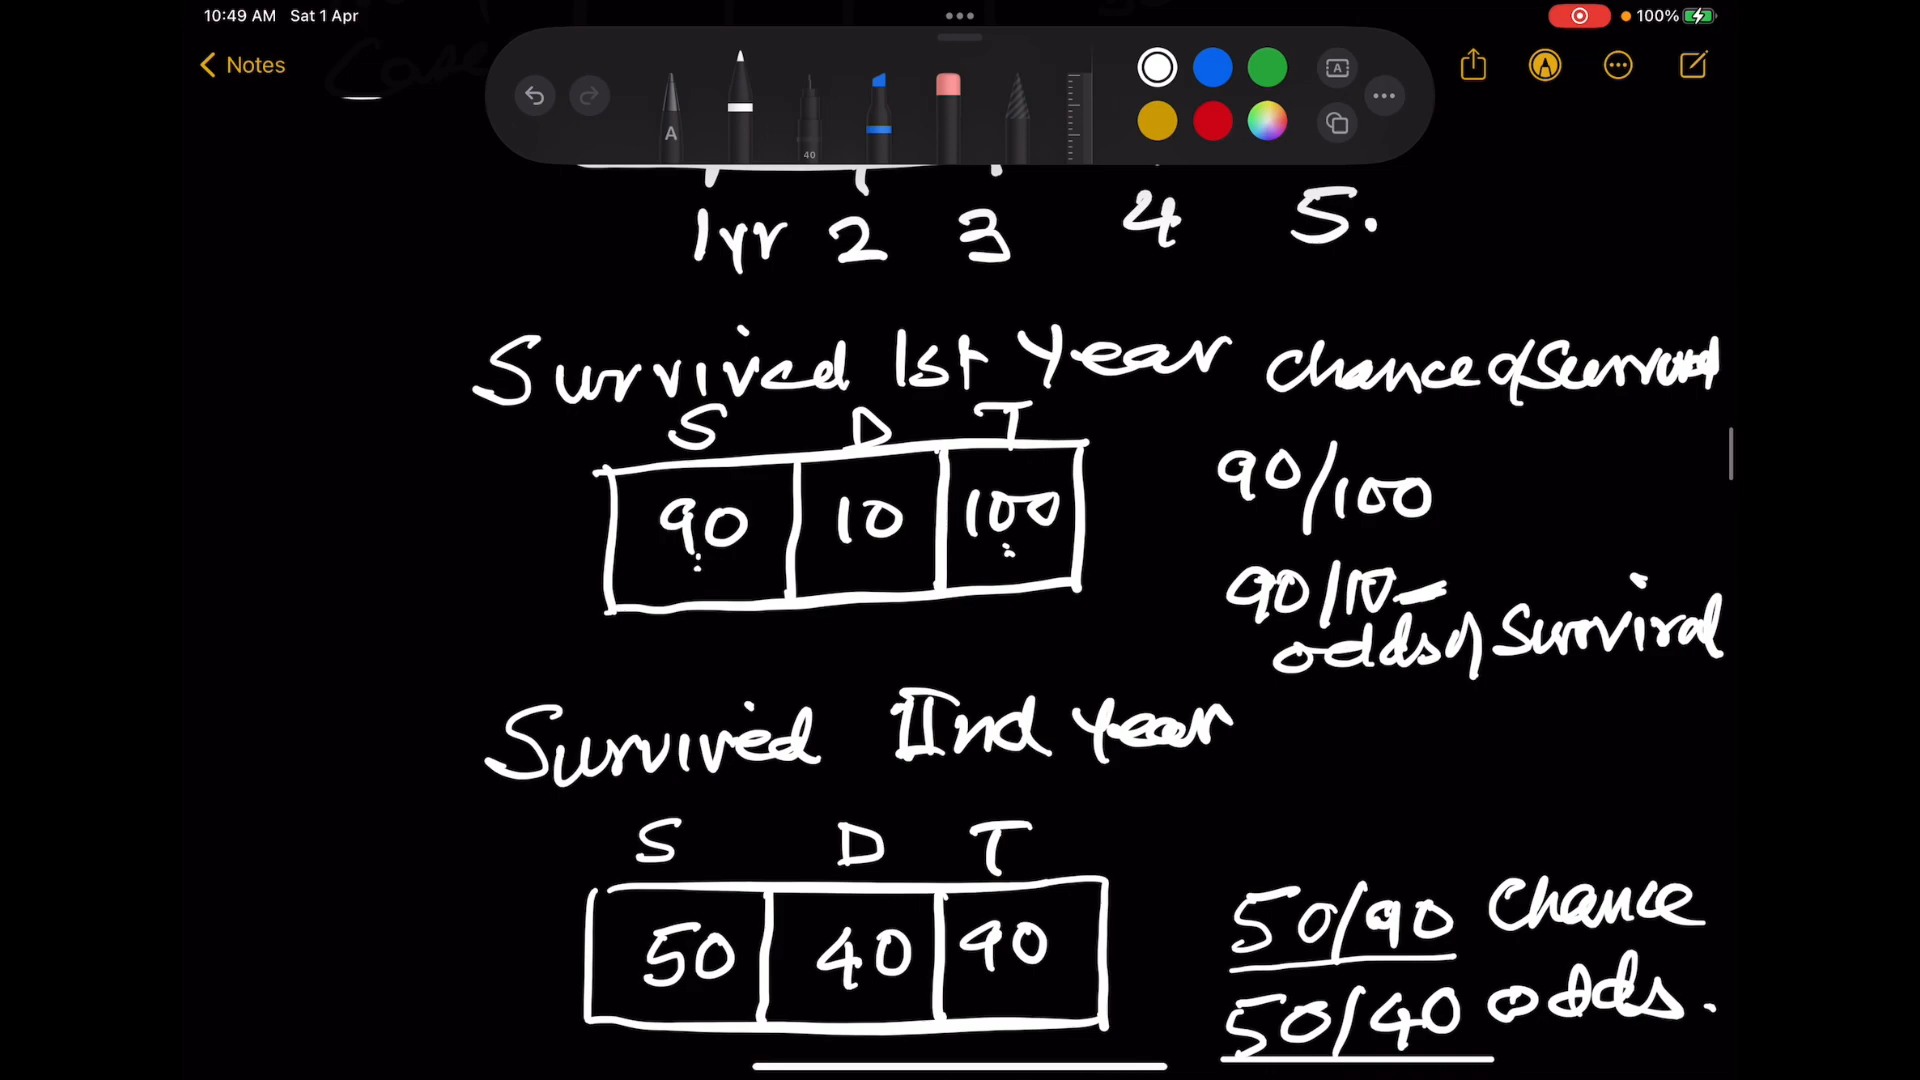 10:49 AM Sat 1 Apr
100%
Notes
A
40
A
Case
1yr 2 3 4 5.
Survived 1st Year chance of survival
S D T
90 10 100
90/100
90/10 -
odds of survival
Survived IInd year
S D T
50 40 90
50/90 chance
50/40 odds.